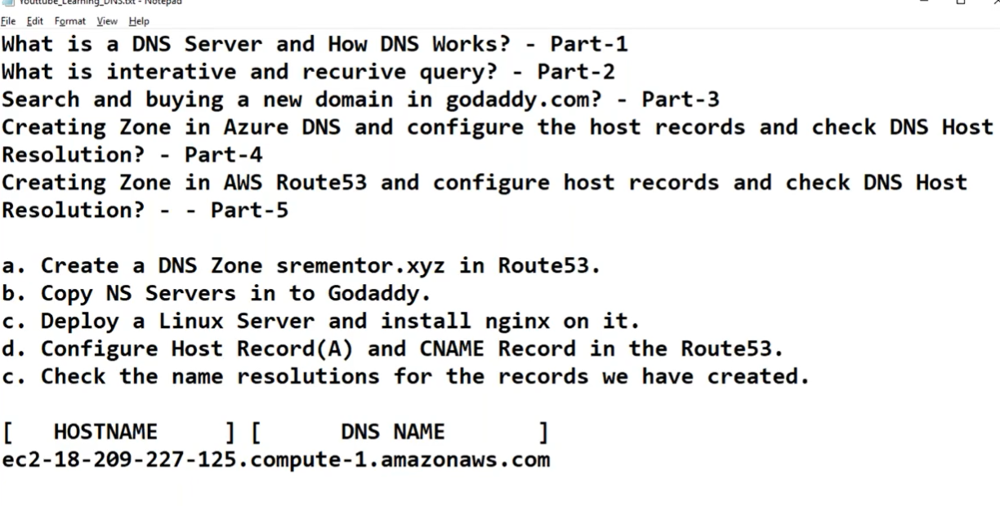 Youttube_Learning_DNS.txt - Notepad
File Edit Format View Help
What is a DNS Server and How DNS Works? - Part-1
What is interative and recurive query? - Part-2
Search and buying a new domain in godaddy.com? - Part-3
Creating Zone in Azure DNS and configure the host records and check DNS Host
Resolution? - Part-4
Creating Zone in AWS Route53 and configure host records and check DNS Host
Resolution? - - Part-5
a. Create a DNS Zone srementor.xyz in Route53.
b. Copy NS Servers in to Godaddy.
c. Deploy a Linux Server and install nginx on it.
d. Configure Host Record(A) and CNAME Record in the Route53.
c. Check the name resolutions for the records we have created.
[ HOSTNAME ] [ DNS NAME ]
ec2-18-209-227-125.compute-1.amazonaws.com